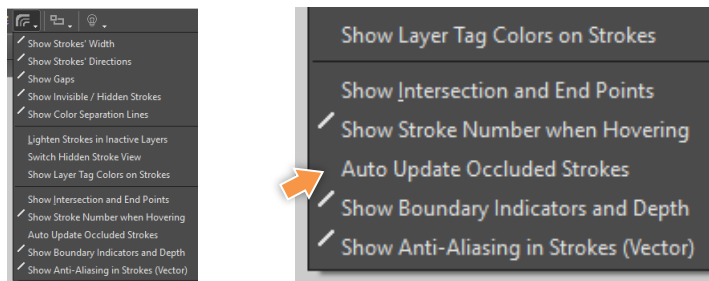 Show Strokes' Width
Show Strokes' Directions
Show Gaps
Show Invisible / Hidden Strokes
Show Color Separation Lines
Lighten Strokes in Inactive Layers
Switch Hidden Stroke View
Show Layer Tag Colors on Strokes
Show Intersection and End Points
Show Stroke Number when Hovering
Auto Update Occluded Strokes
Show Boundary Indicators and Depth
Show Anti-Aliasing in Strokes (Vector)
Show Layer Tag Colors on Strokes
Show Intersection and End Points
Show Stroke Number when Hovering
Auto Update Occluded Strokes
Show Boundary Indicators and Depth
Show Anti-Aliasing in Strokes (Vector)